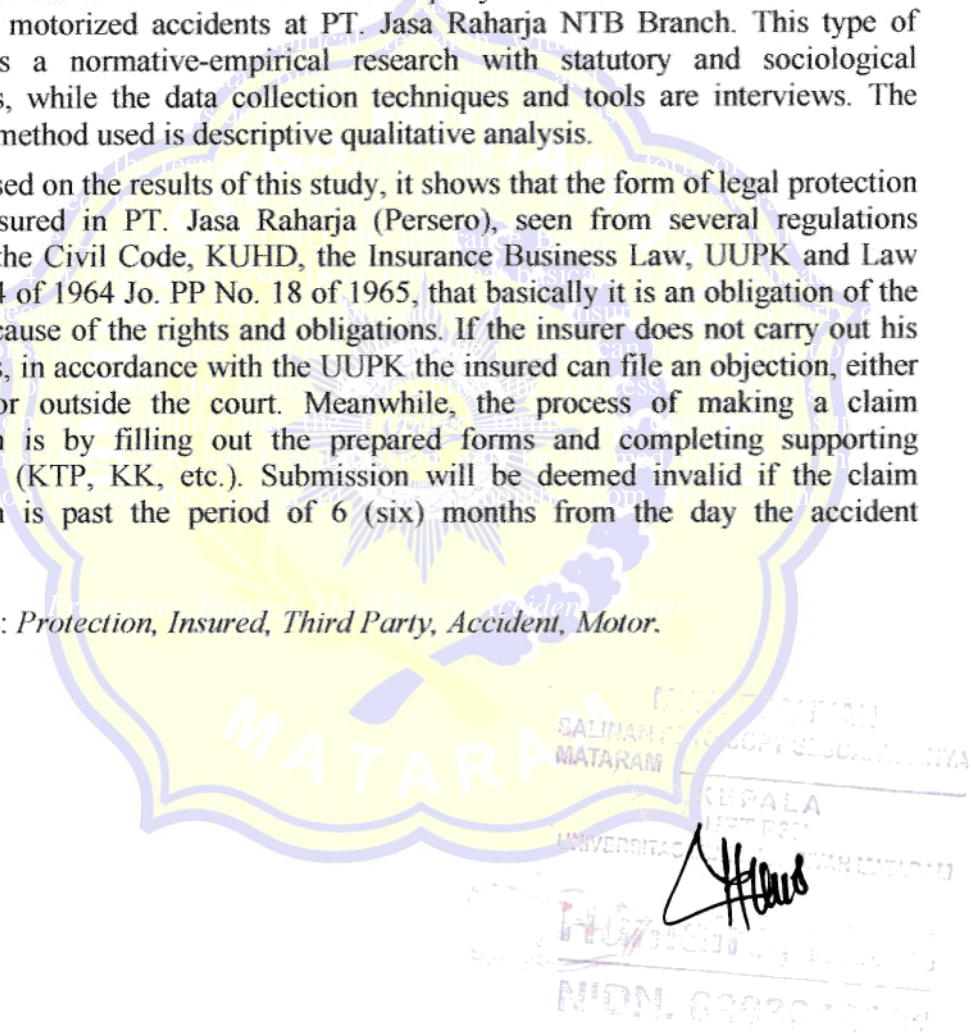 motorized accidents at PT. Jasa Raharja NTB Branch. This type of
s a normative-empirical research with statutory and sociological
s, while the data collection techniques and tools are interviews. The
method used is descriptive qualitative analysis.
sed on the results of this study, it shows that the form of legal protection
sured in PT. Jasa Raharja (Persero), seen from several regulations
the Civil Code, KUHD, the Insurance Business Law, UUPK and Law
4 of 1964 Jo. PP No. 18 of 1965, that basically it is an obligation of the
cause of the rights and obligations. If the insurer does not carry out his
s, in accordance with the UUPK the insured can file an objection, either
or outside the court. Meanwhile, the process of making a claim
n is by filling out the prepared forms and completing supporting
(KTP, KK, etc.). Submission will be deemed invalid if the claim
n is past the period of 6 (six) months from the day the accident
: Protection, Insured, Third Party, Accident, Motor.
MATARAM
SALINAN
MATARAM
KEPALA